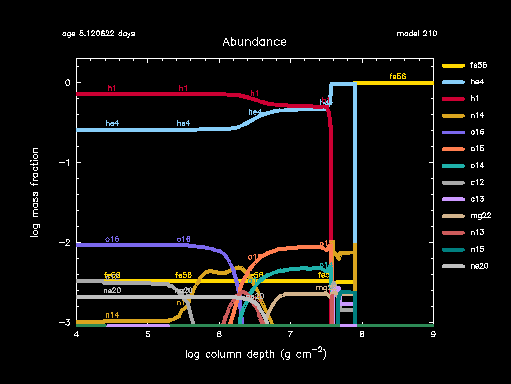 age 5.120622 days
model 210
Abundance
fe56
he4
h1
n14
o16
o15
o14
c12
c13
mg22
n13
n15
ne20
log mass fraction
0
−1
−2
−3
h1 h1 h1
he4 he4 he4
fe56
o16 o16
fe56 fe56
ne20 ne20
n14
4 5 6 7 8 9
log column depth (g cm−2)